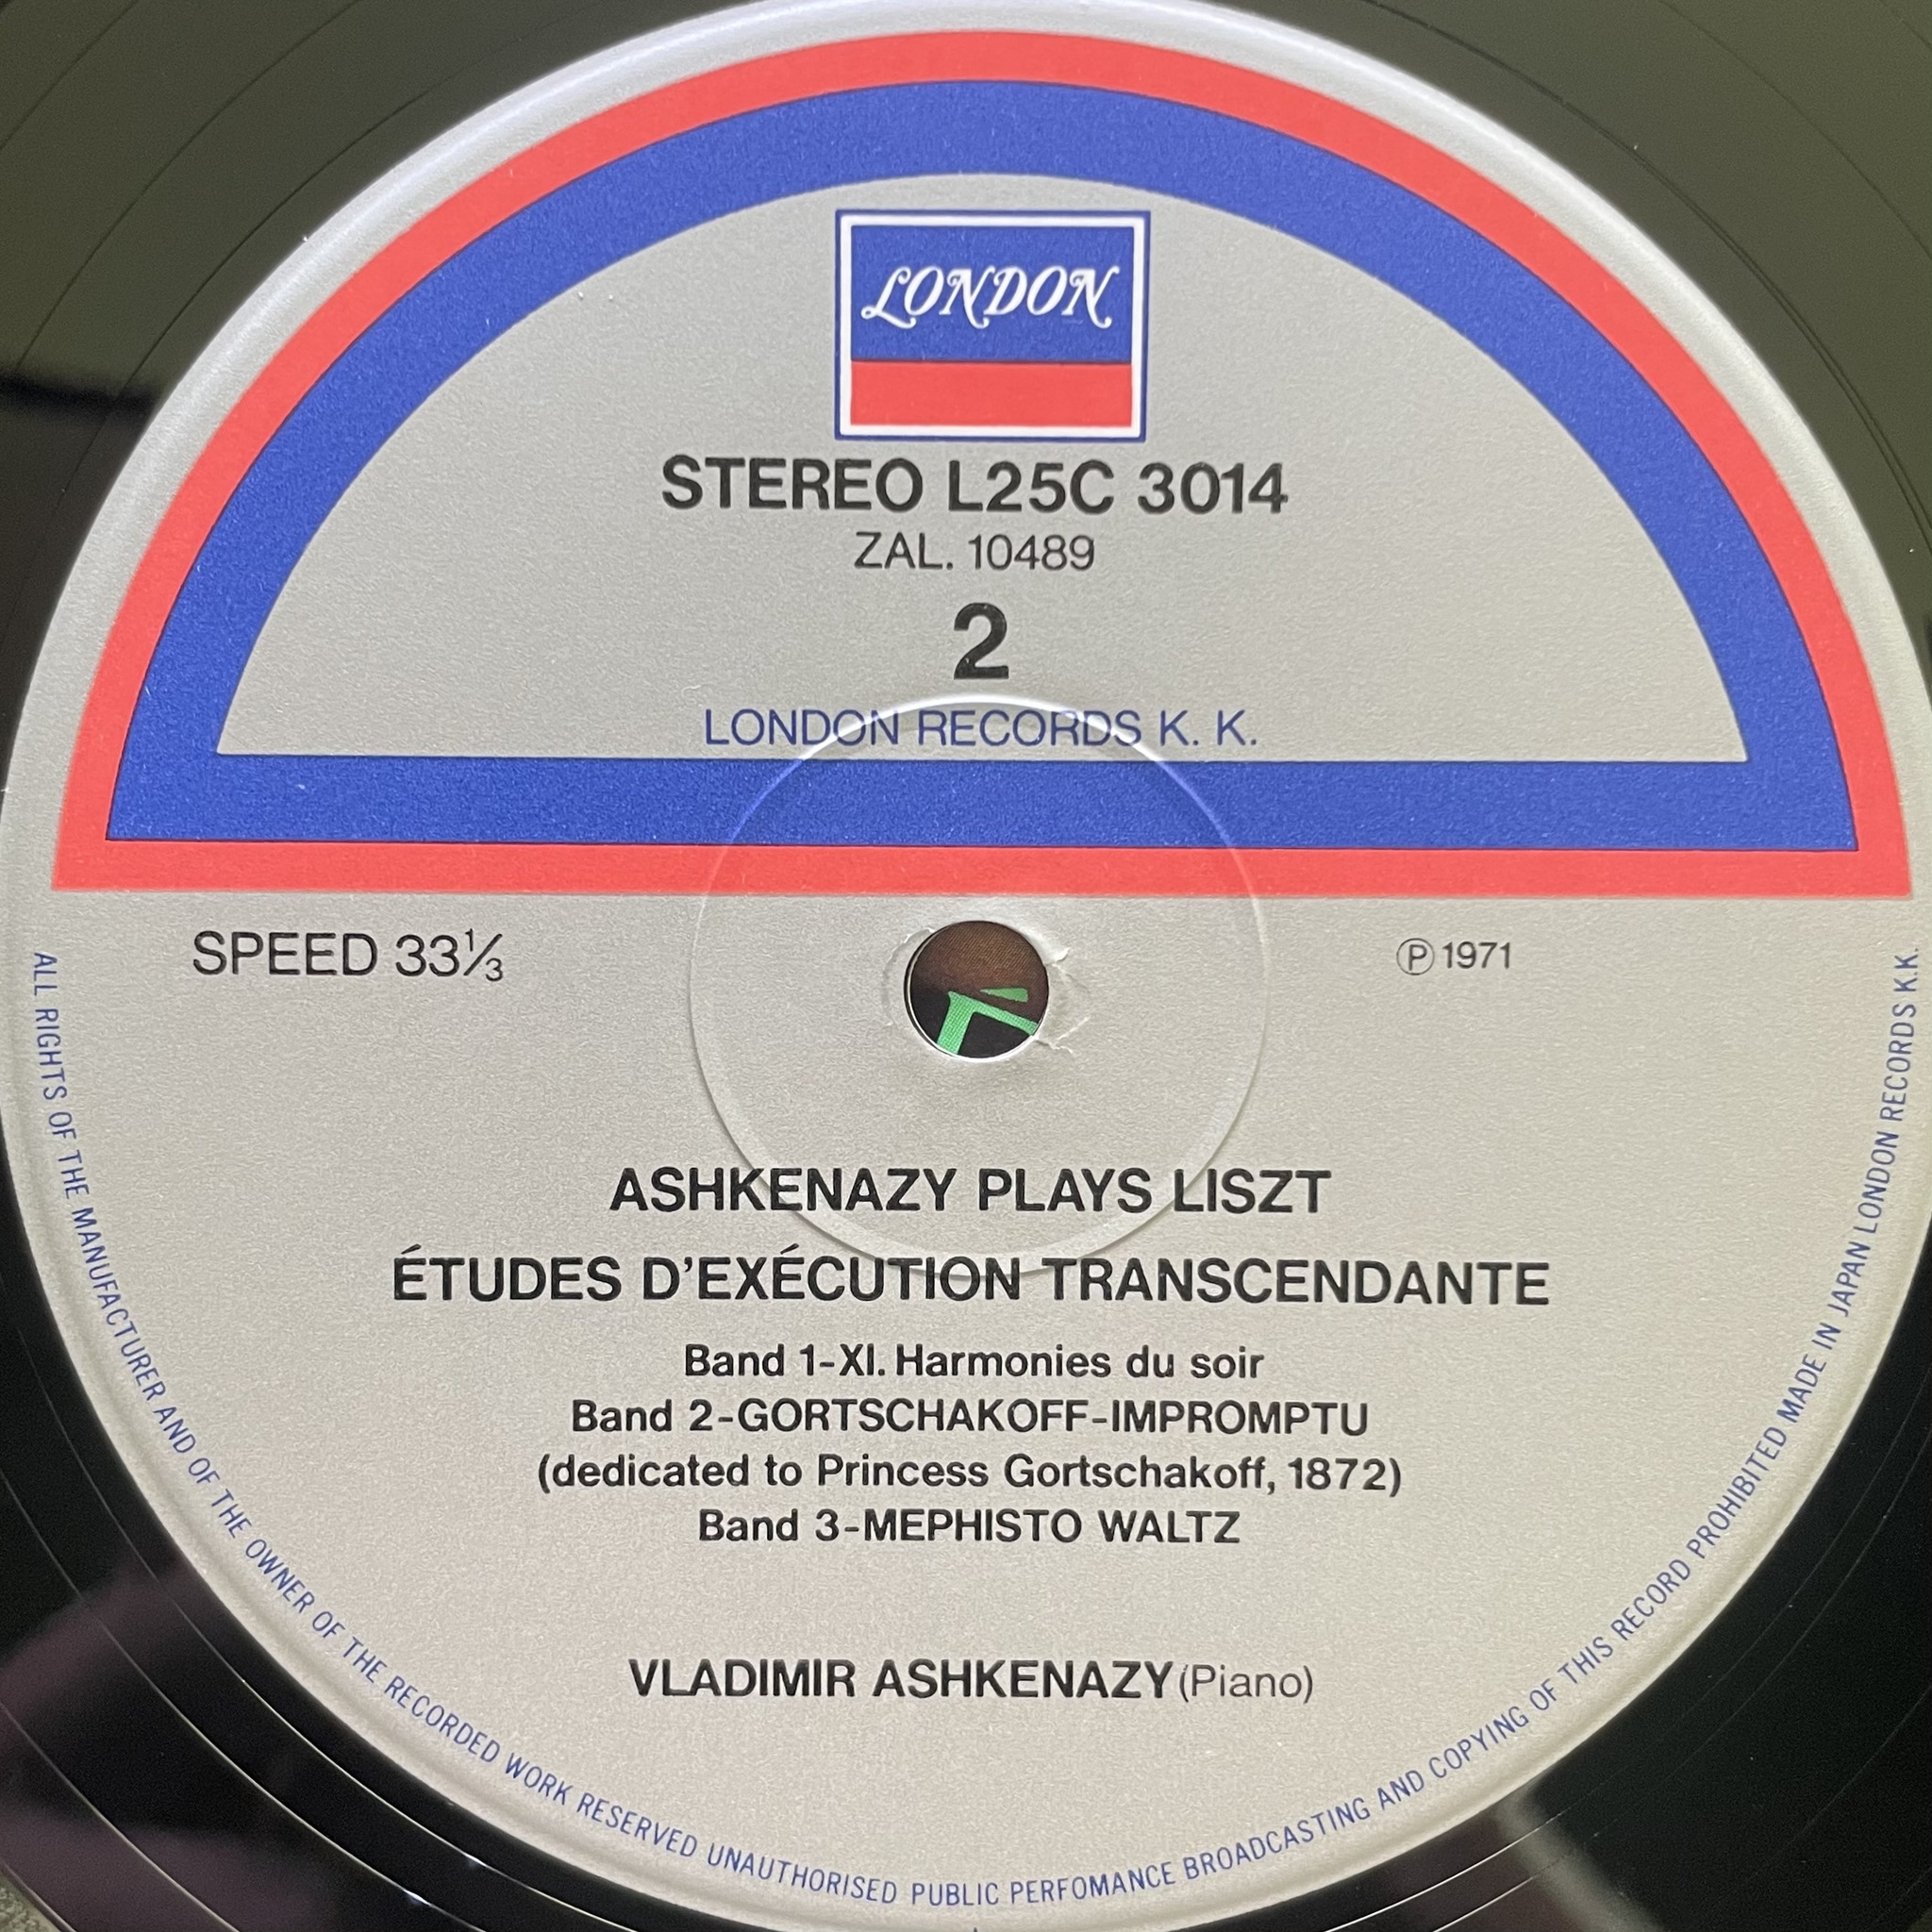 LONDON
STEREO L25C 3014
ZAL. 10489
2
LONDON RECORDS K. K.
SPEED 33⅓
Ⓟ 1971
ASHKENAZY PLAYS LISZT
ÉTUDES D'EXÉCUTION TRANSCENDANTE
Band 1-XI. Harmonies du soir
Band 2-GORTSCHAKOFF-IMPROMPTU
(dedicated to Princess Gortschakoff, 1872)
Band 3-MEPHISTO WALTZ
VLADIMIR ASHKENAZY (Piano)
ALL RIGHTS OF THE MANUFACTURER AND OF THE OWNER OF THE RECORDED WORK RESERVED UNAUTHORISED PUBLIC PERFOMANCE BROADCASTING AND COPYING OF THIS RECORD PROHIBITED MADE IN JAPAN LONDON RECORDS K.K.